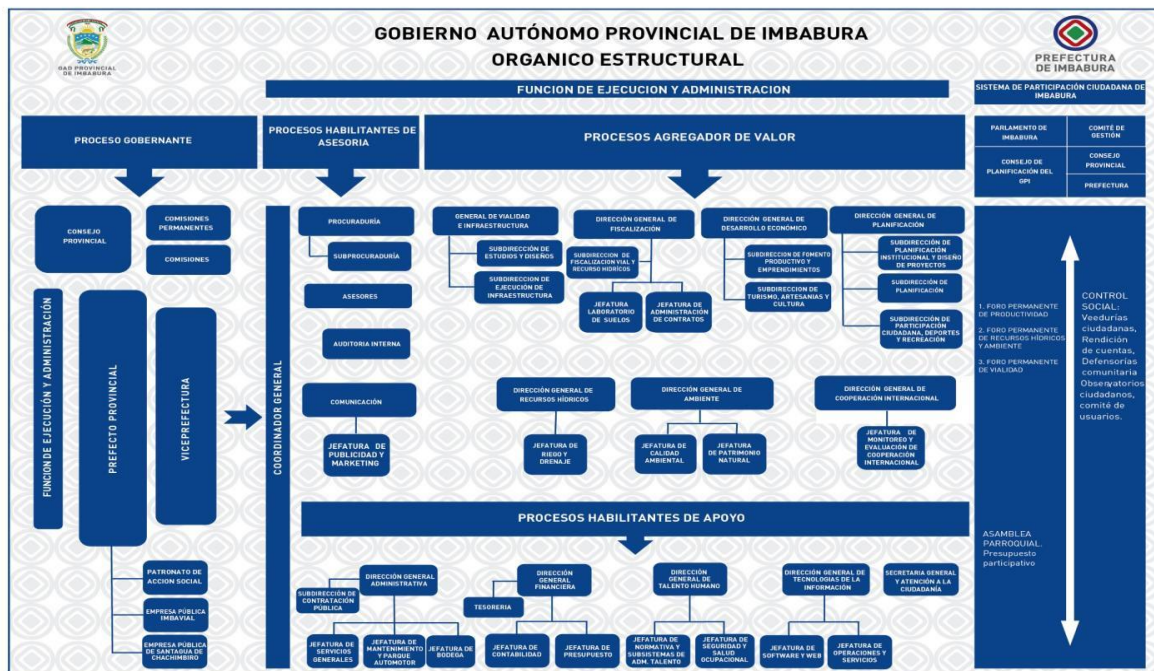 GOBIERNO AUTÓNOMO PROVINCIAL DE IMBABURA
ORGANICO ESTRUCTURAL
GAD PROVINCIAL
DE IMBABURA
PREFECTURA
DE IMBABURA
FUNCION DE EJECUCION Y ADMINISTRACION
SISTEMA DE PARTICIPACIÓN CIUDADANA DE
IMBABURA
PROCESO GOBERNANTE
PROCESOS HABILITANTES DE
ASESORIA
PROCESOS AGREGADOR DE VALOR
PARLAMENTO DE
IMBABURA
COMITÉ DE
GESTIÓN
CONSEJO DE
PLANIFICACIÓN DEL
GPI
CONSEJO
PROVINCIAL
PREFECTURA
CONSEJO
PROVINCIAL
COMISIONES
PERMANENTES
COMISIONES
FUNCION DE EJECUCIÓN Y ADMINISTRACIÓN
PREFECTO PROVINCIAL
VICEPREFECTURA
PATRONATO DE
ACCION SOCIAL
EMPRESA PÚBLICA
IMBAVIAL
EMPRESA PÚBLICA
DE SANTAGUA DE
CHACHIMBIRO
COORDINADOR GENERAL
PROCURADURÍA
SUBPROCURADURÍA
ASESORES
AUDITORIA INTERNA
COMUNICACIÓN
JEFATURA DE
PUBLICIDAD Y
MARKETING
GENERAL DE VIALIDAD
E INFRAESTRUCTURA
SUBDIRECCIÓN DE
ESTUDIOS Y DISEÑOS
SUBDIRECCION DE
EJECUCIÓN DE
INFRAESTRUCTURA
DIRECCIÓN GENERAL DE
FISCALIZACIÓN
SUBDIRECCIÓN DE
FISCALIZACION VIAL Y
RECURSO HIDRÍCOS
JEFATURA
LABORATORIO
DE SUELOS
JEFATURA DE
ADMINISTRACIÓN
DE CONTRATOS
DIRECCIÓN GENERAL DE
DESARROLLO ECONÓMICO
SUBDIRECCION DE FOMENTO
PRODUCTIVO Y
EMPRENDIMIENTOS
SUBDIRECCION DE
TURISMO, ARTESANIAS Y
CULTURA
DIRECCIÓN GENERAL DE
PLANIFICACIÓN
SUBDIRECCIÓN DE
PLANIFICACIÓN
INSTITUCIONAL Y DISEÑO
DE PROYECTOS
SUBDIRECCIÓN DE
PLANIFICACIÓN
SUBDIRECCIÓN DE
PARTICIPACIÓN
CIUDADANA, DEPORTES
Y RECREACIÓN
DIRECCIÓN GENERAL DE
RECURSOS HÍDRICOS
JEFATURA DE
RIEGO Y
DRENAJE
DIRECCIÓN GENERAL DE
AMBIENTE
JEFATURA DE
CALIDAD
AMBIENTAL
JEFATURA
DE PATRIMONIO
NATURAL
DIRECCIÓN GENERAL DE
COOPERACIÓN INTERNACIONAL
JEFATURA DE
MONITOREO Y
EVALUACIÓN DE
COOPERACIÓN
INTERNACIONAL
PROCESOS HABILITANTES DE APOYO
DIRECCIÓN GENERAL
ADMINISTRATIVA
SUBDIRECCIÓN DE
CONTRATACIÓN
PÚBLICA
JEFATURA DE
SERVICIOS
GENERALES
JEFATURA DE
MANTENIMIENTO
Y PARQUE
AUTOMOTOR
JEFATURA
DE BODEGA
DIRECCIÓN
GENERAL
FINANCIERA
TESORERIA
JEFATURA DE
CONTABILIDAD
JEFATURA DE
PRESUPUESTO
DIRECCIÓN
GENERAL DE
TALENTO HUMANO
JEFATURA DE
NORMATIVA Y
SUBSISTEMAS DE
ADM. TALENTO
JEFATURA DE
SEGURIDAD Y
SALUD
OCUPACIONAL
DIRECCIÓN GENERAL DE
TECNOLOGIAS DE LA
INFORMACIÓN
JEFATURA DE
SOFTWARE Y WEB
JEFATURA DE
OPERACIONES Y
SERVICIOS
SECRETARIA GENERAL
Y ATENCIÓN A LA
CIUDADANÍA
1. FORO PERMANENTE
DE PRODUCTIVIDAD
2. FORO PERMANENTE
DE RECURSOS HÍDRICOS
Y AMBIENTE
3. FORO PERMANENTE
DE VIALIDAD
ASAMBLEA
PARROQUIAL.
Presupuesto
participativo
CONTROL
SOCIAL:
Veedurías
ciudadanas,
Rendición
de cuentas,
Defensorías
comunitaria
Observatorios
ciudadanos,
comité de
usuarios.